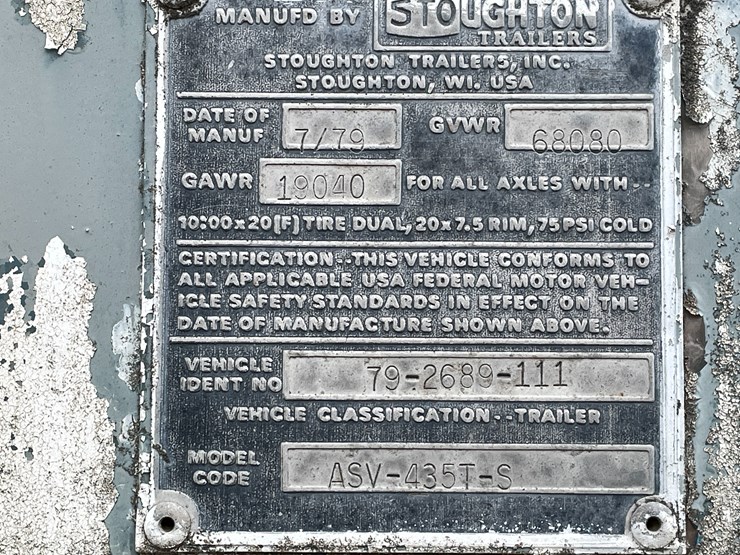 MANUFD BY STOUGHTON
TRAILERS
STOUGHTON TRAILERS, INC.
STOUGHTON, WI. USA
DATE OF MANUF 7/79 GVWR 68080
GAWR 19040 FOR ALL AXLES WITH--
10:00x20(F) TIRE DUAL, 20x7.5 RIM, 75 PSI COLD
CERTIFICATION--THIS VEHICLE CONFORMS TO
ALL APPLICABLE USA FEDERAL MOTOR VEH-
ICLE SAFETY STANDARDS IN EFFECT ON THE
DATE OF MANUFACTURE SHOWN ABOVE.
VEHICLE IDENT NO 79-2689-111
VEHICLE CLASSIFICATION--TRAILER
MODEL CODE ASV-435T-S